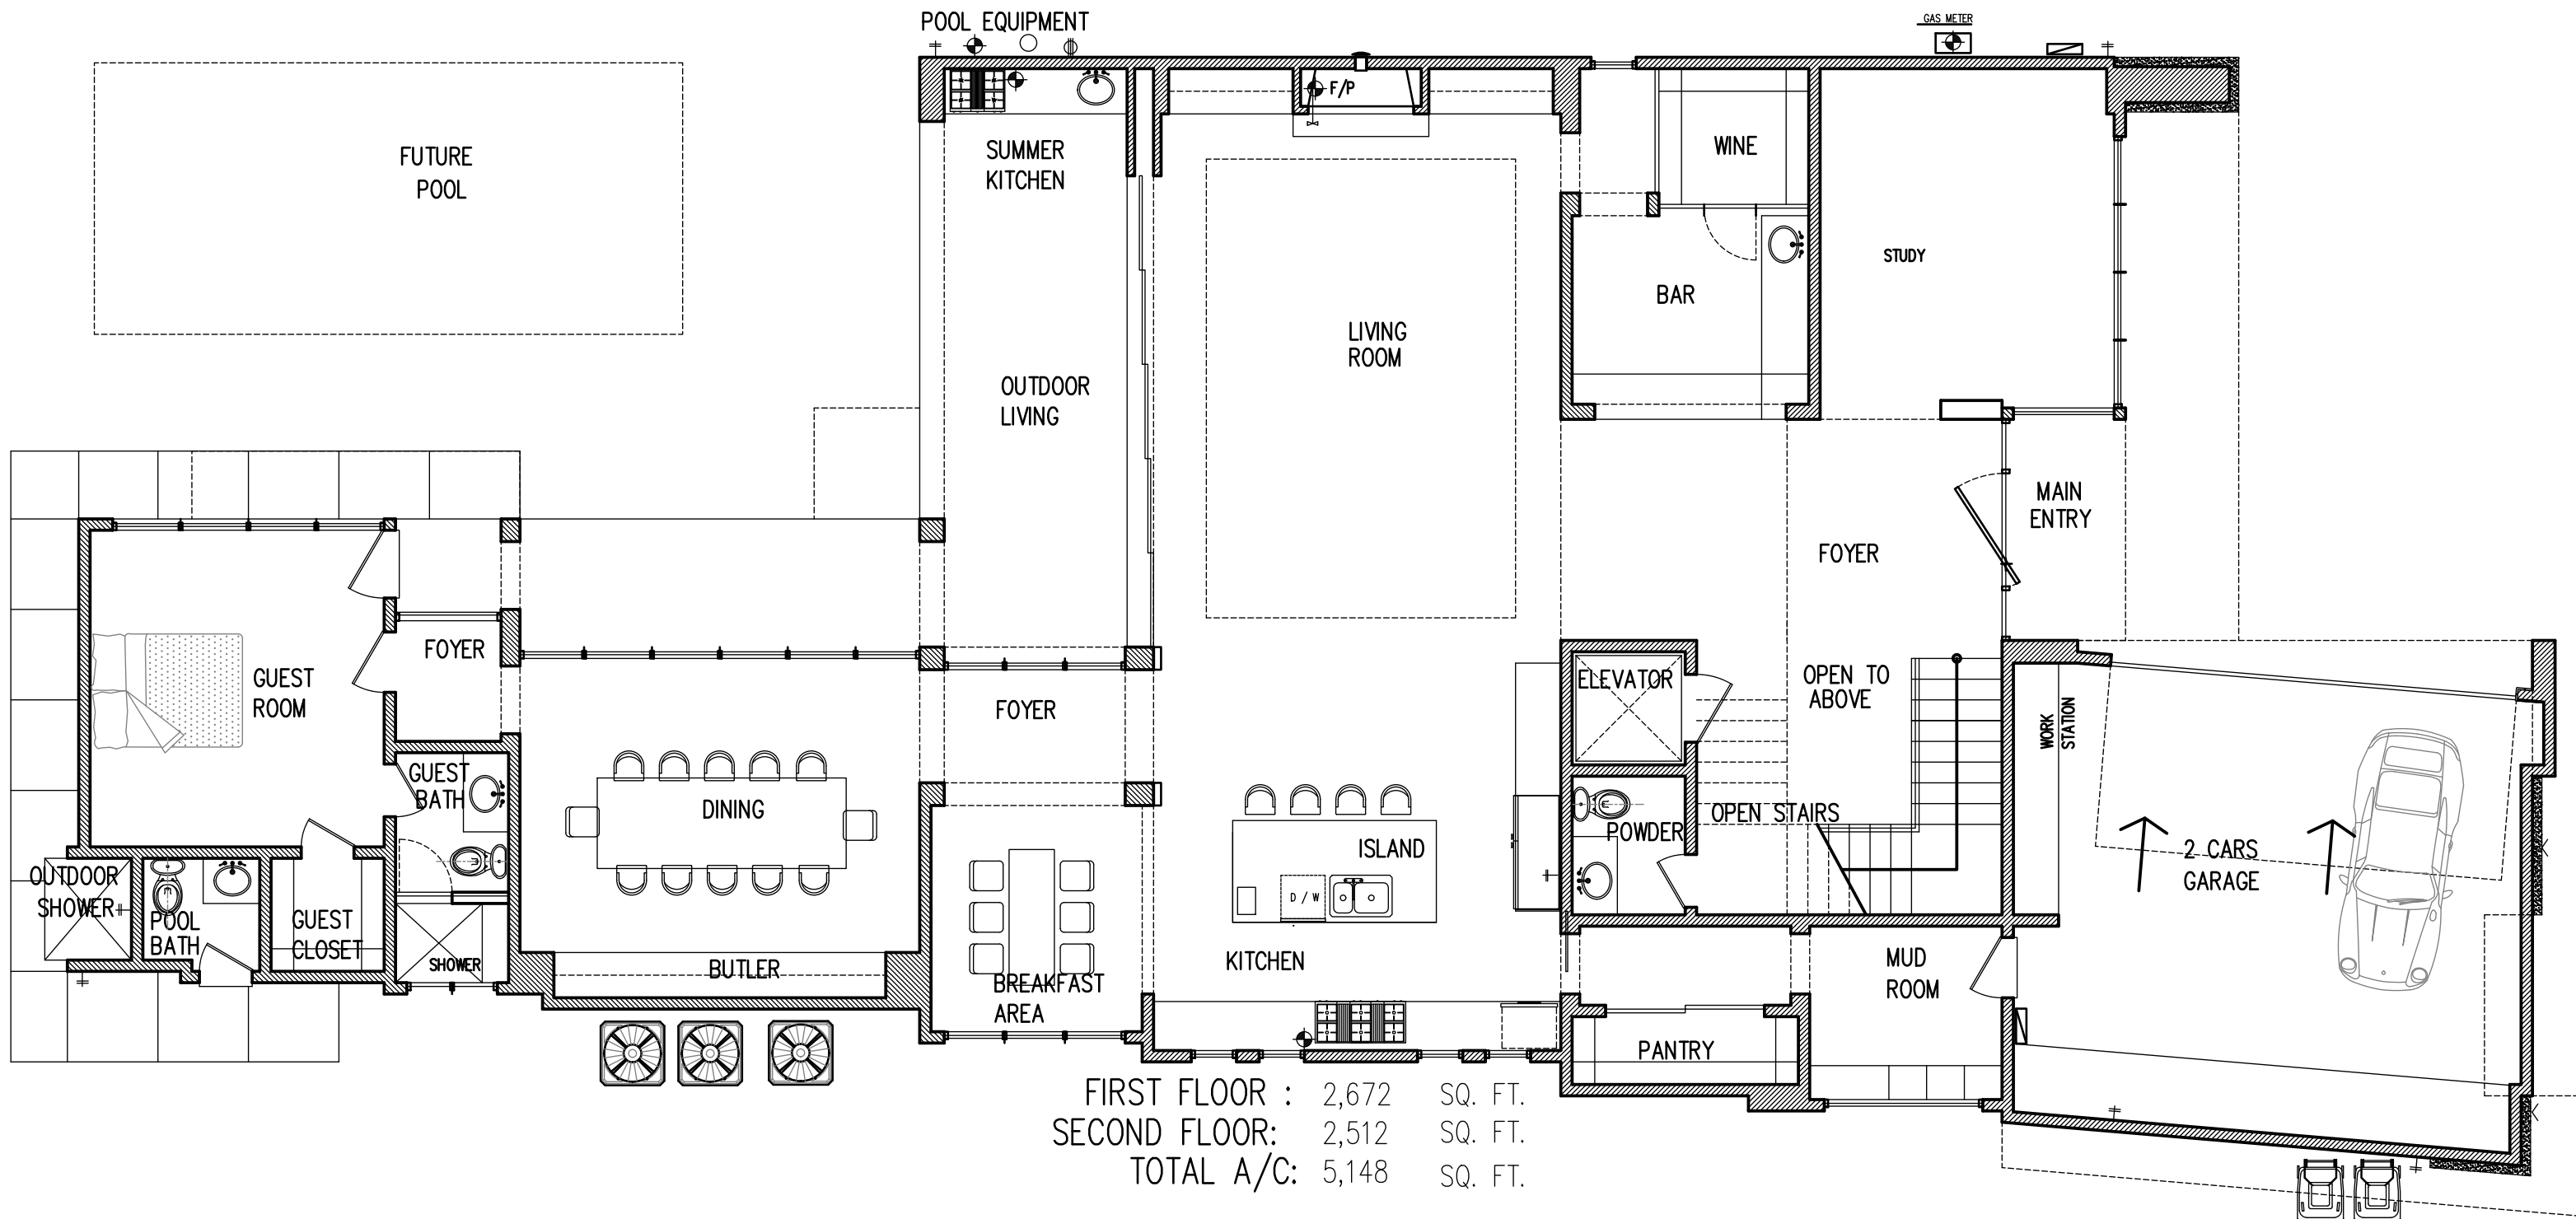 POOL EQUIPMENT
GAS METER
F/P
FUTURE
POOL
SUMMER
KITCHEN
WINE
STUDY
BAR
LIVING
ROOM
OUTDOOR
LIVING
MAIN
ENTRY
FOYER
FOYER
GUEST
ROOM
FOYER
ELEVATOR
OPEN TO
ABOVE
WORK
STATION
GUEST
BATH
DINING
OPEN STAIRS
POWDER
ISLAND
2 CARS
GARAGE
OUTDOOR
SHOWER
POOL
BATH
GUEST
CLOSET
D / W
SHOWER
BUTLER
BREAKFAST
AREA
KITCHEN
MUD
ROOM
PANTRY
FIRST FLOOR : 2,672 SQ. FT.
SECOND FLOOR: 2,512 SQ. FT.
TOTAL A/C: 5,148 SQ. FT.